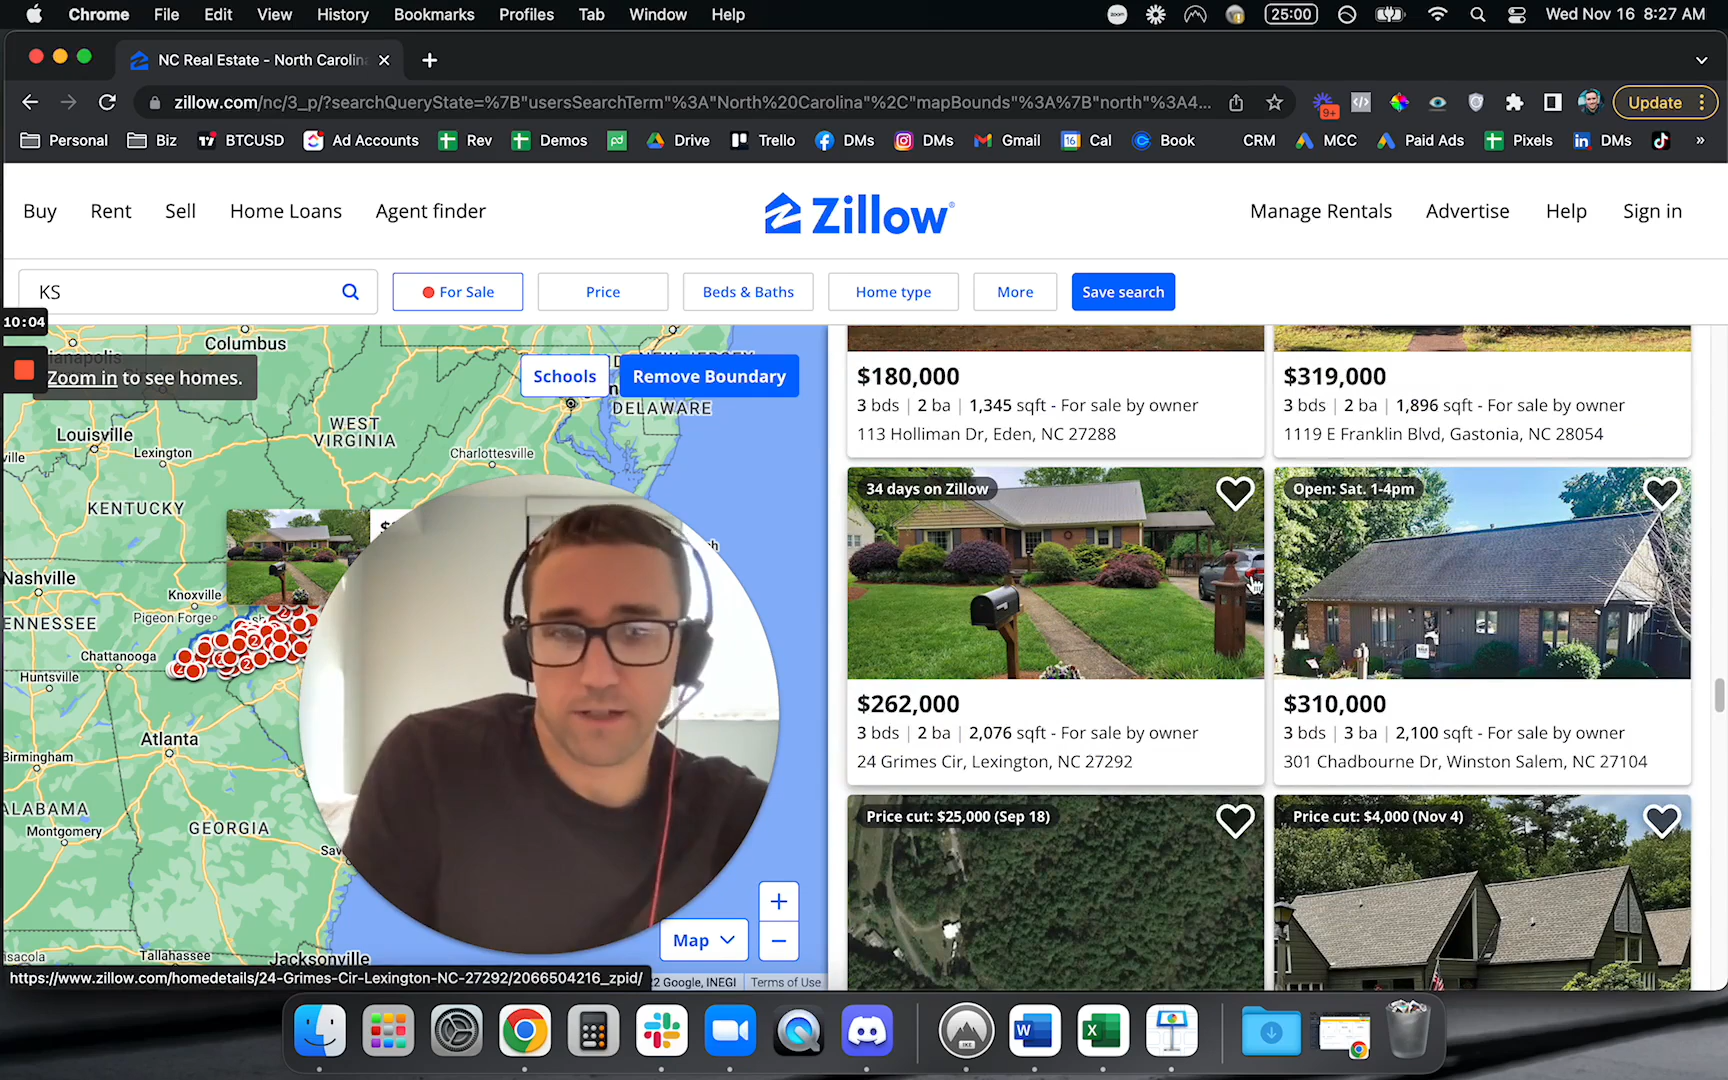 Chrome File Edit View History Bookmarks Profiles Tab Window Help
25:00
Wed Nov 16 8:27 AM
NC Real Estate - North Carolin
zillow.com/nc/3_p/?searchQueryState=%7B"usersSearchTerm"%3A"North%20Carolina"%2C"mapBounds"%3A%7B"north"%3A4...
9+
Update
Personal Biz BTCUSD Ad Accounts Rev Demos pd Drive Trello DMs DMs Gmail 16 Cal Book CRM MCC Paid Ads Pixels DMs »
Buy Rent Sell Home Loans Agent finder
Zillow
Manage Rentals Advertise Help Sign in
KS
For Sale
Price
Beds & Baths
Home type
More
Save search
10:04
Zoom in to see homes.
Schools
Remove Boundary
Columbus
DELAWARE
WEST
VIRGINIA
Louisville
Lexington
Charlottesville
KENTUCKY
Nashville
Knoxville
ENNESSEE
Pigeon Forge
Chattanooga
Huntsville
Atlanta
Birmingham
ALABAMA
Montgomery
GEORGIA
Sav
Tallahassee
Jacksonville
isacola
Map
2 Google, INEGI
Terms of Use
https://www.zillow.com/homedetails/24-Grimes-Cir-Lexington-NC-27292/2066504216_zpid/
$180,000
3 bds | 2 ba | 1,345 sqft - For sale by owner
113 Holliman Dr, Eden, NC 27288
$319,000
3 bds | 2 ba | 1,896 sqft - For sale by owner
1119 E Franklin Blvd, Gastonia, NC 28054
34 days on Zillow
$262,000
3 bds | 2 ba | 2,076 sqft - For sale by owner
24 Grimes Cir, Lexington, NC 27292
Open: Sat. 1-4pm
$310,000
3 bds | 3 ba | 2,100 sqft - For sale by owner
301 Chadbourne Dr, Winston Salem, NC 27104
Price cut: $25,000 (Sep 18)
Price cut: $4,000 (Nov 4)